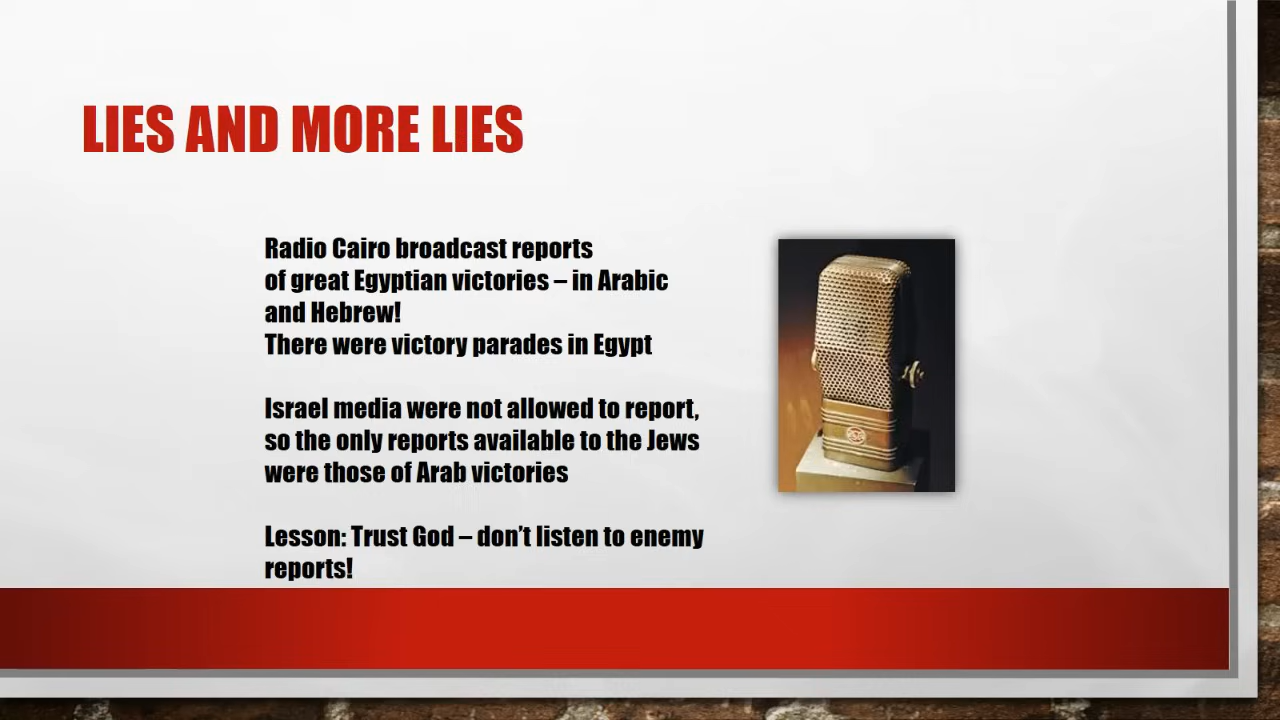 LIES AND MORE LIES
Radio Cairo broadcast reports
of great Egyptian victories – in Arabic
and Hebrew!
There were victory parades in Egypt
Israel media were not allowed to report,
so the only reports available to the Jews
were those of Arab victories
Lesson: Trust God – don’t listen to enemy
reports!